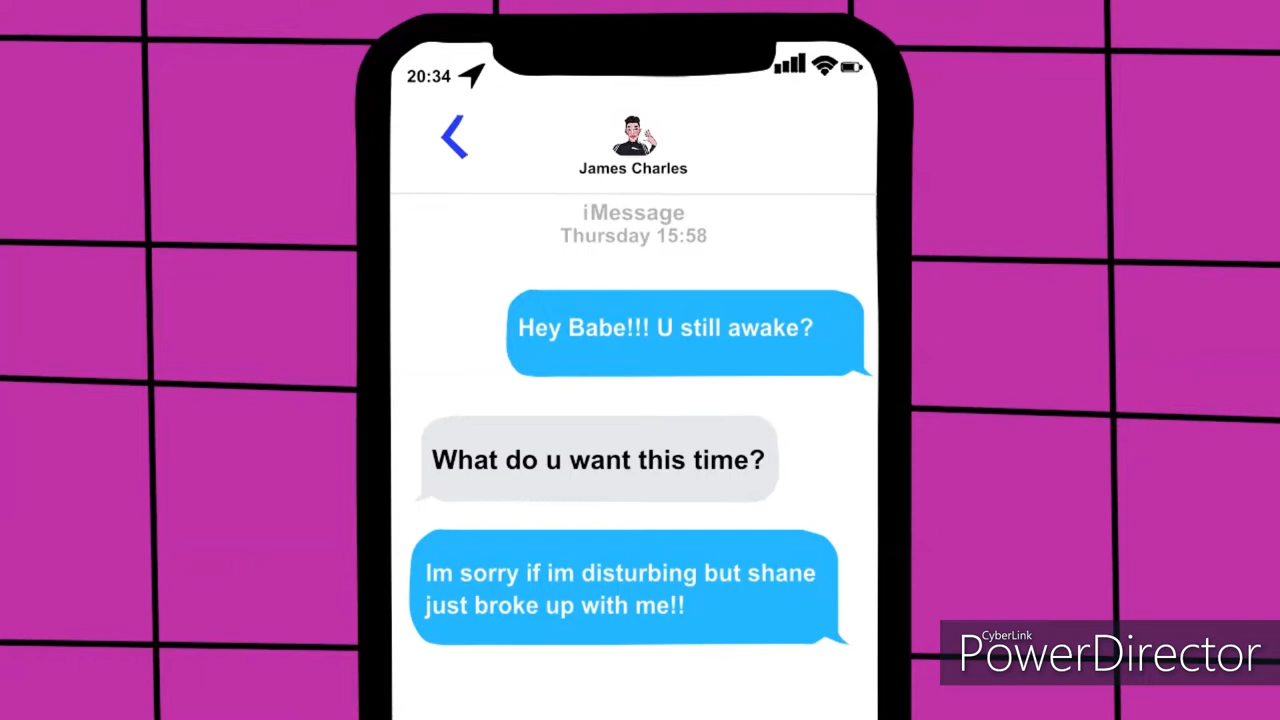 20:34
James Charles
iMessage
Thursday 15:58
Hey Babe!!! U still awake?
What do u want this time?
Im sorry if im disturbing but shane
just broke up with me!!
CyberLink
PowerDirector